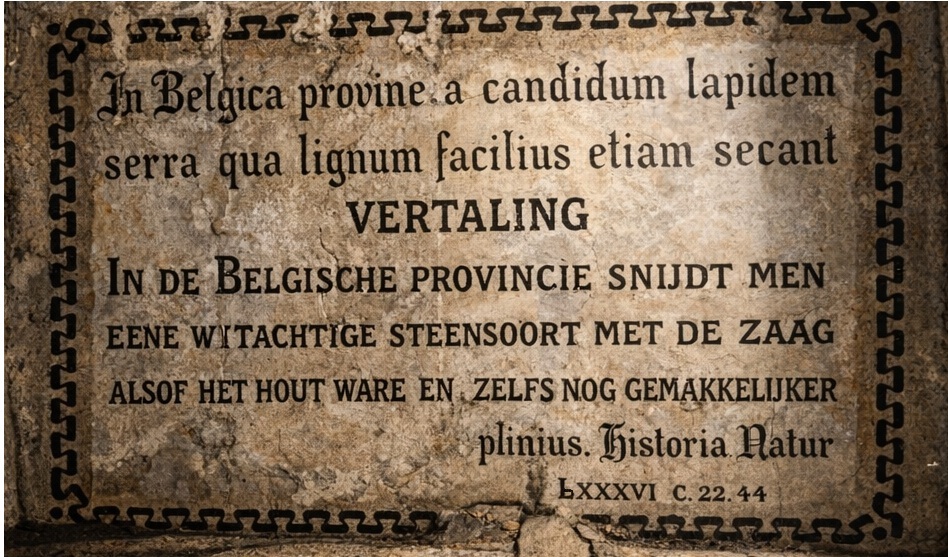 In Belgica provine.a candidum lapidem
serra qua lignum facilius etiam secant
VERTALING
IN DE BELGISCHE PROVINCIE SNIJDT MEN
EENE WITACHTIGE STEENSOORT MET DE ZAAG
ALSOF HET HOUT WARE EN ZELFS NOG GEMAKKELIJKER
plinius. Historia Natur
LXXXVI C. 22. 44